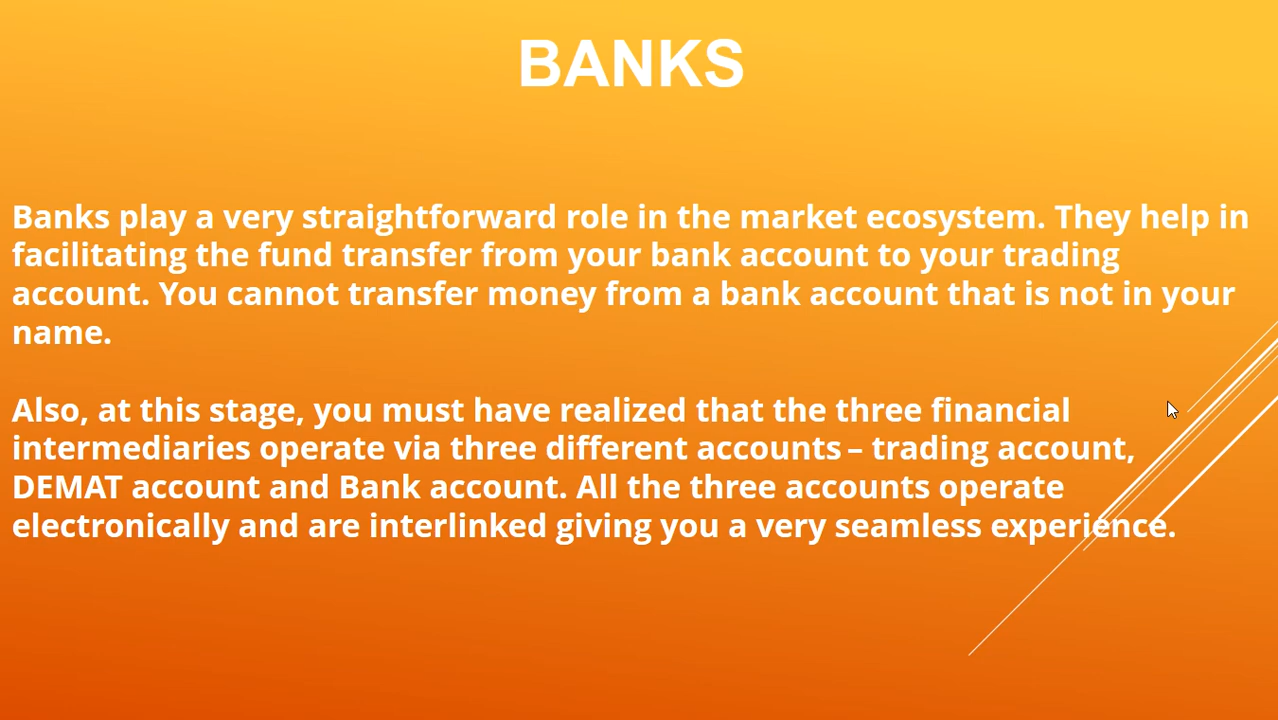 BANKS
Banks play a very straightforward role in the market ecosystem. They help in
facilitating the fund transfer from your bank account to your trading
account. You cannot transfer money from a bank account that is not in your
name.
Also, at this stage, you must have realized that the three financial
intermediaries operate via three different accounts – trading account,
DEMAT account and Bank account. All the three accounts operate
electronically and are interlinked giving you a very seamless experience.